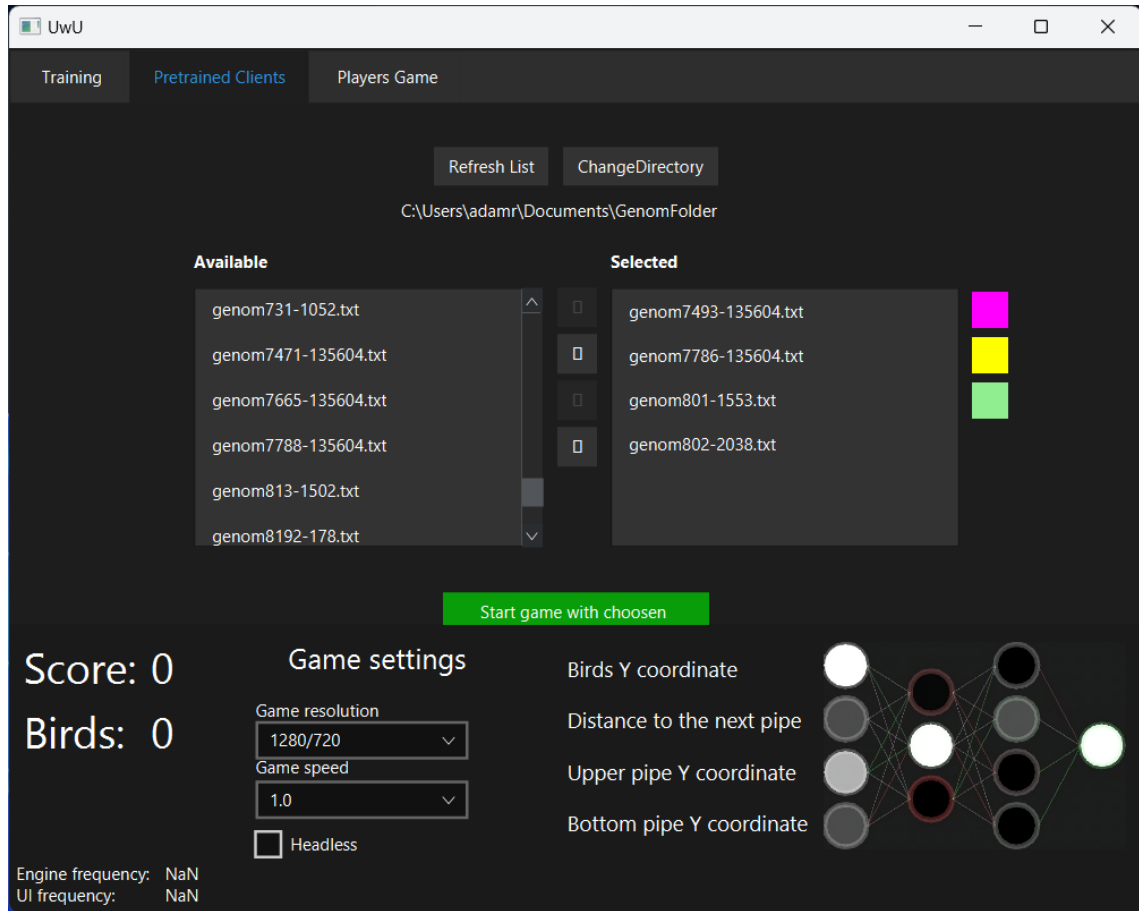 UwU
Training Pretrained Clients Players Game
Refresh List ChangeDirectory
C:\Users\adamr\Documents\GenomFolder
Available Selected
genom731-1052.txt
genom7471-135604.txt
genom7665-135604.txt
genom7788-135604.txt
genom813-1502.txt
genom8192-178.txt
genom7493-135604.txt
genom7786-135604.txt
genom801-1553.txt
genom802-2038.txt
Start game with choosen
Score: 0
Birds: 0
Game settings
Game resolution
1280/720
Game speed
1.0
Headless
Birds Y coordinate
Distance to the next pipe
Upper pipe Y coordinate
Bottom pipe Y coordinate
Engine frequency: NaN
UI frequency: NaN